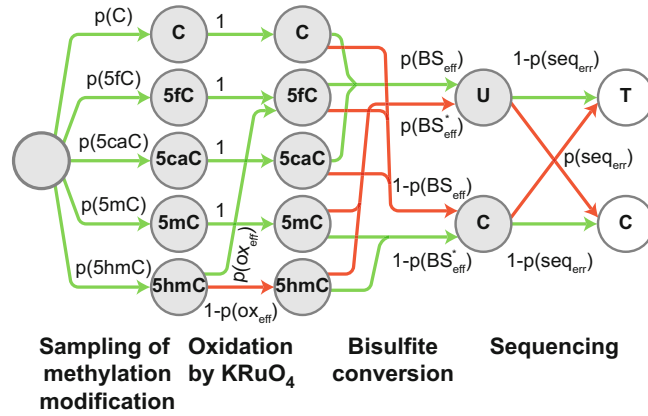 p(C)
1
C
C
p(5fC)
1
5fC
5fC
p(BS_eff)
1-p(seq_err)
U
T
p(BS*_eff)
p(5caC)
1
5caC
5caC
p(seq_err)
1-p(BS_eff)
p(5mC)
1
5mC
5mC
C
C
p(ox_eff)
1-p(BS*_eff)
1-p(seq_err)
p(5hmC)
5hmC
5hmC
1-p(ox_eff)
Sampling of
methylation
modification
Oxidation
by KRuO₄
Bisulfite
conversion
Sequencing